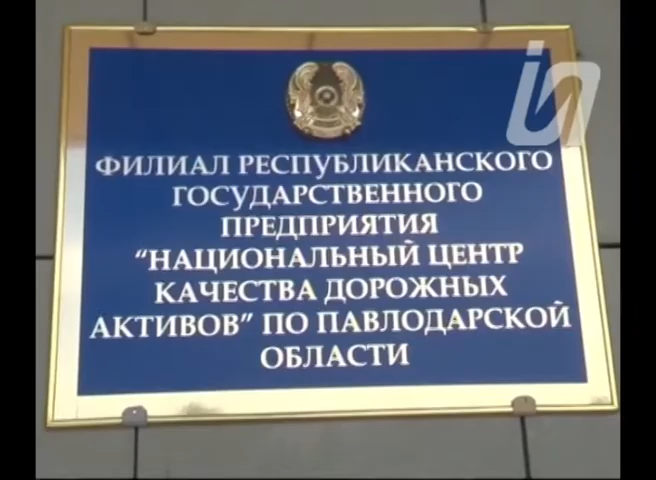 ФИЛИАЛ РЕСПУБЛИКАНСКОГО
ГОСУДАРСТВЕННОГО
ПРЕДПРИЯТИЯ
“НАЦИОНАЛЬНЫЙ ЦЕНТР
КАЧЕСТВА ДОРОЖНЫХ
АКТИВОВ” ПО ПАВЛОДАРСКОЙ
ОБЛАСТИ